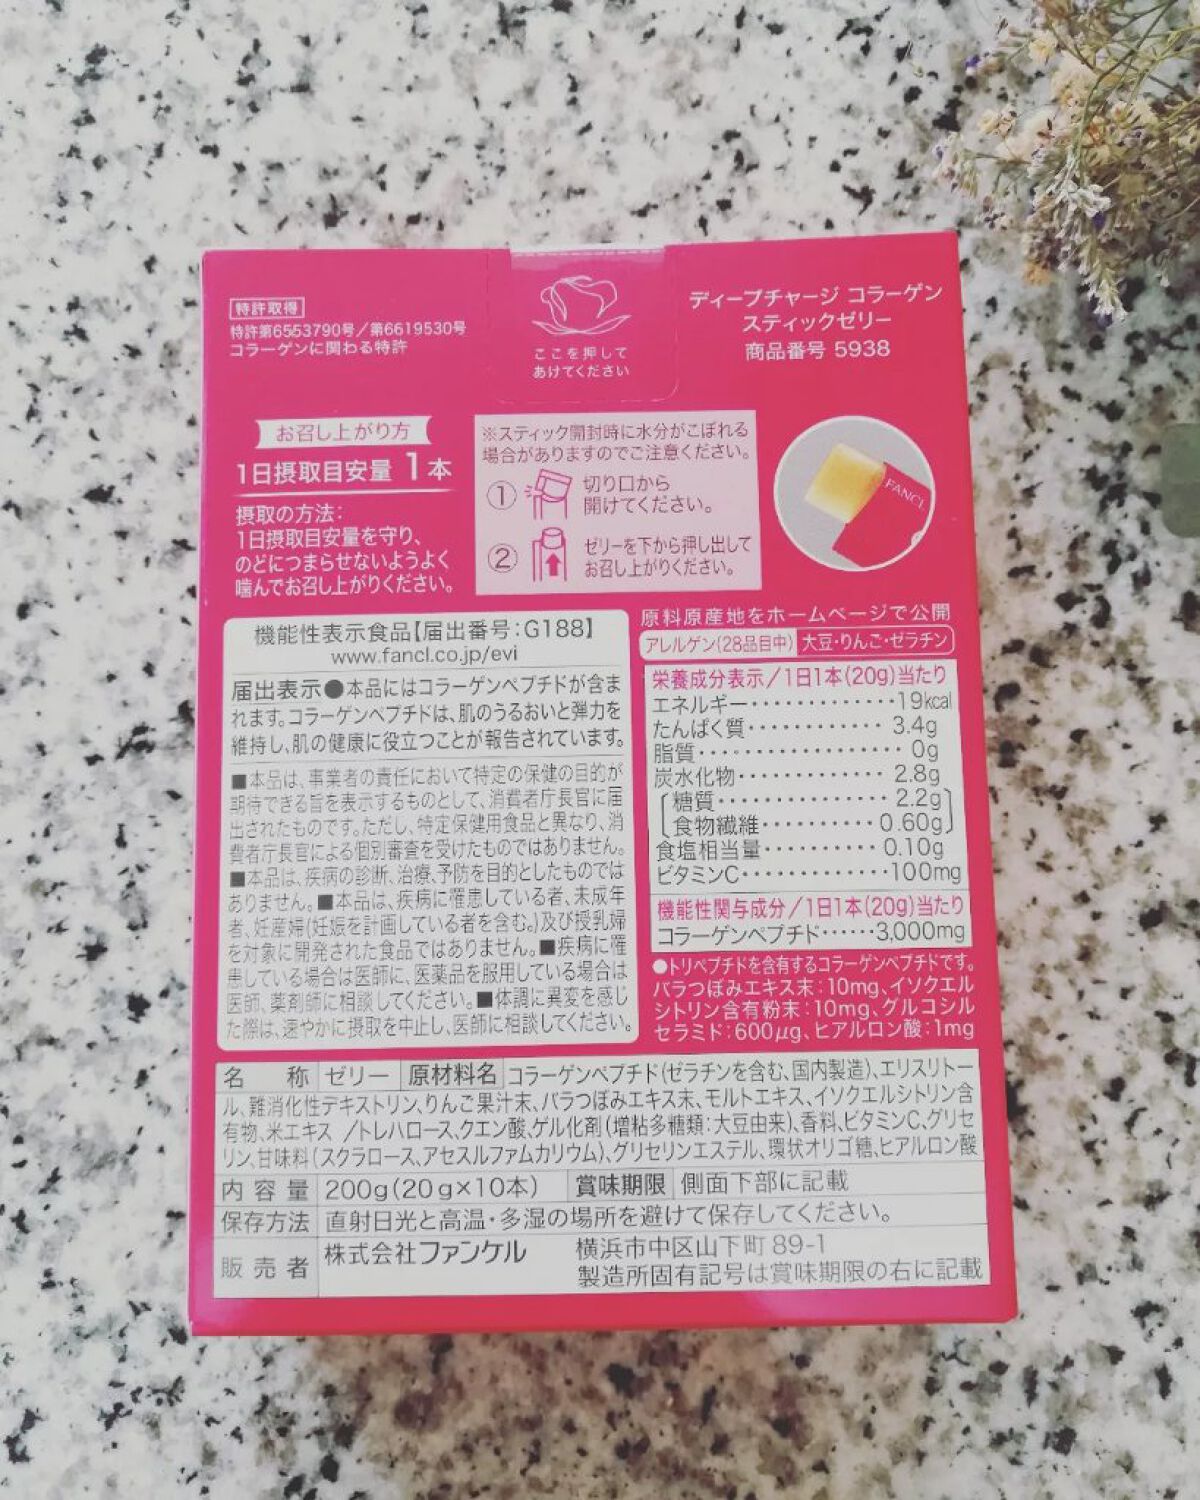 特許取得
特許第6553790号/第6619530号
コラーゲンに関わる特許
ここを押して
あけてください
ディープチャージ コラーゲン
スティックゼリー
商品番号 5938
お召し上がり方
1日摂取目安量 1本
摂取の方法:
1日摂取目安量を守り、
のどにつまらせないようよく
噛んでお召し上がりください。
※スティック開封時に水分がこぼれる
場合がありますのでご注意ください。
① 切り口から
開けてください。
② ゼリーを下から押し出して
お召し上がりください。
FANCL
機能性表示食品【届出番号:G188】
www.fancl.co.jp/evi
届出表示●本品にはコラーゲンペプチドが含ま
れます。コラーゲンペプチドは、肌のうるおいと弾力を
維持し、肌の健康に役立つことが報告されています。
■本品は、事業者の責任において特定の保健の目的が
期待できる旨を表示するものとして、消費者庁長官に届
出されたものです。ただし、特定保健用食品と異なり、消
費者庁長官による個別審査を受けたものではありません。
■本品は、疾病の診断、治療、予防を目的としたものでは
ありません。■本品は、疾病に罹患している者、未成年
者、妊産婦(妊娠を計画している者を含む。)及び授乳婦
を対象に開発された食品ではありません。■疾病に罹
患している場合は医師に、医薬品を服用している場合は
医師、薬剤師に相談してください。■体調に異変を感じ
た際は、速やかに摂取を中止し、医師に相談してください。
原料原産地をホームページで公開
アレルゲン(28品目中) 大豆・りんご・ゼラチン
栄養成分表示/1日1本(20g)当たり
エネルギー・・・・・・・・・・・・・19kcal
たんぱく質・・・・・・・・・・・・3.4g
脂質・・・・・・・・・・・・・・・・・・0g
炭水化物・・・・・・・・・・・・・2.8g
糖質・・・・・・・・・・・・・・・2.2g
食物繊維・・・・・・・・・・0.60g
食塩相当量・・・・・・・・・・・0.10g
ビタミンC・・・・・・・・・・・・・100mg
機能性関与成分/1日1本(20g)当たり
コラーゲンペプチド・・・・・・3,000mg
●トリペプチドを含有するコラーゲンペプチドです。
バラつぼみエキス末:10mg、イソクエル
シトリン含有粉末:10mg、グルコシル
セラミド:600μg、ヒアルロン酸:1mg
名 称 ゼリー 原材料名 コラーゲンペプチド(ゼラチンを含む、国内製造)、エリスリトー
ル、難消化性デキストリン、りんご果汁末、バラつぼみエキス末、モルトエキス、イソクエルシトリン含
有物、米エキス/トレハロース、クエン酸、ゲル化剤(増粘多糖類:大豆由来)、香料、ビタミンC、グリセ
リン、甘味料(スクラロース、アセスルファムカリウム)、グリセリンエステル、環状オリゴ糖、ヒアルロン酸
内容量 200g(20g×10本) 賞味期限 側面下部に記載
保存方法 直射日光と高温・多湿の場所を避けて保存してください。
販売者 株式会社ファンケル 横浜市中区山下町89-1
製造所固有記号は賞味期限の右に記載